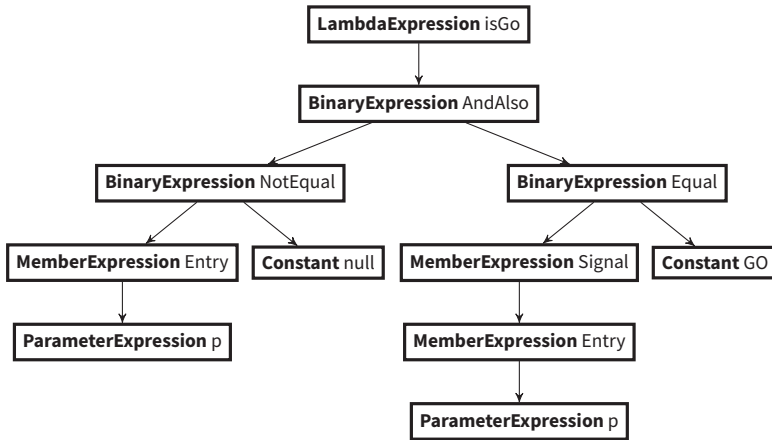 LambdaExpression isGo
BinaryExpression AndAlso
BinaryExpression NotEqual
BinaryExpression Equal
MemberExpression Entry
Constant null
MemberExpression Signal
Constant GO
ParameterExpression p
MemberExpression Entry
ParameterExpression p